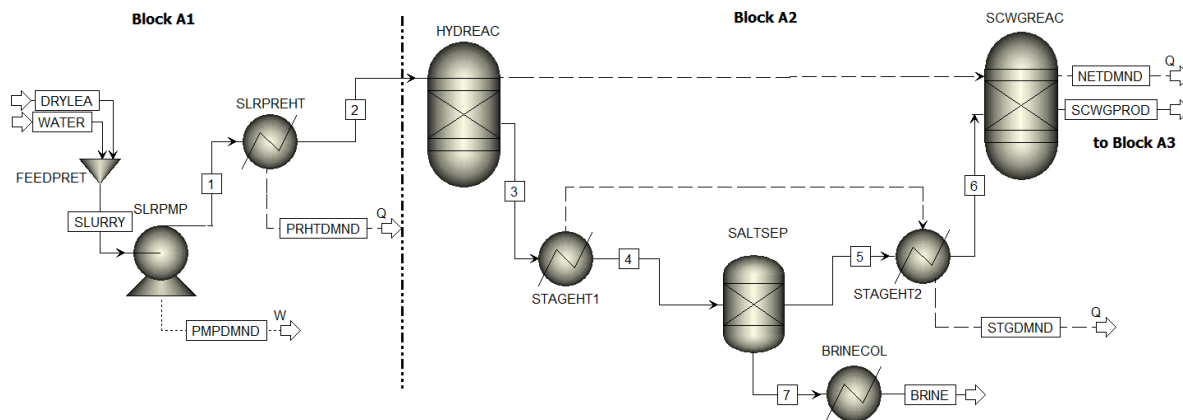 Block A1
Block A2
HYDREAC
SCWGREAC
Q
NETDMND
DRYLEA
SLRPREHT
2
SCWGPROD
WATER
to Block A3
FEEDPRET
1
3
6
SLURRY
SLRPMP
Q
PRHTDMND
SALTSEP
4
5
STAGEHT1
STAGEHT2
W
PMPDMND
Q
STGDMND
BRINECOL
7
BRINE